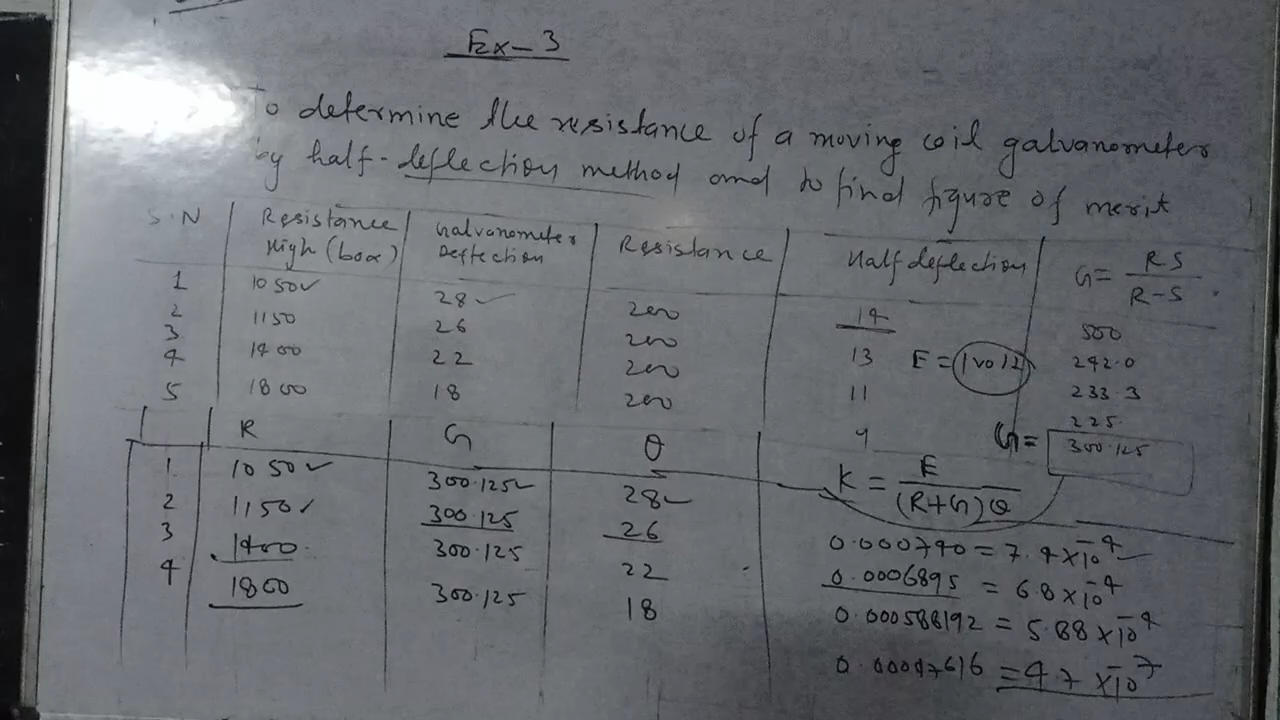 Ex-3
To determine the resistance of a moving coil galvanometer
by half-deflection method and to find figure of merit
S.N Resistance High (box) Galvanometer Deflection Resistance Half deflection G = RS / R-S
1 1050✓ 28✓ 200 14 500
2 1150 26 200 13 242.0
3 1400 22 200 11 233.3
4 1800 18 200 9 225.
5
E = 1 volt
G = 300.125
R G θ K = E / (R+G)θ
1. 1050✓ 300.125✓ 28✓ 0.000740 = 7.4×10⁻⁴
2 1150✓ 300.125 26 0.0006895 = 6.8×10⁻⁴
3 1400 300.125 22 0.000588192 = 5.88×10⁻⁴
4 1800 300.125 18 0.00047616 = 4.7×10⁻⁷